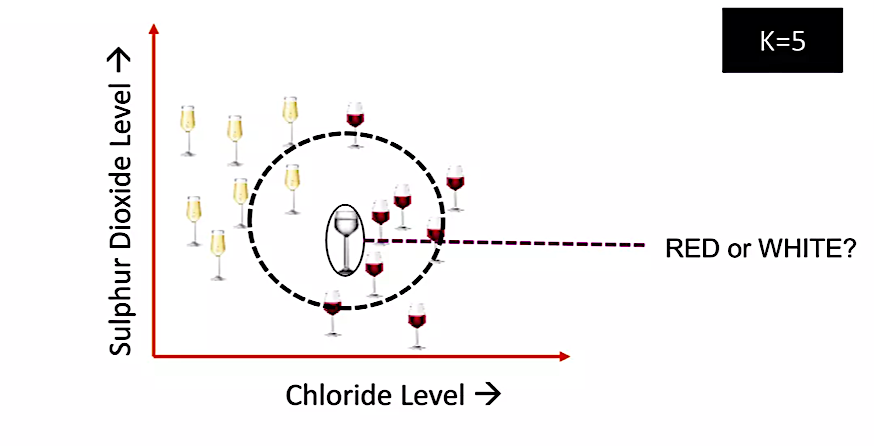 K=5
Sulphur Dioxide Level →
RED or WHITE?
Chloride Level →